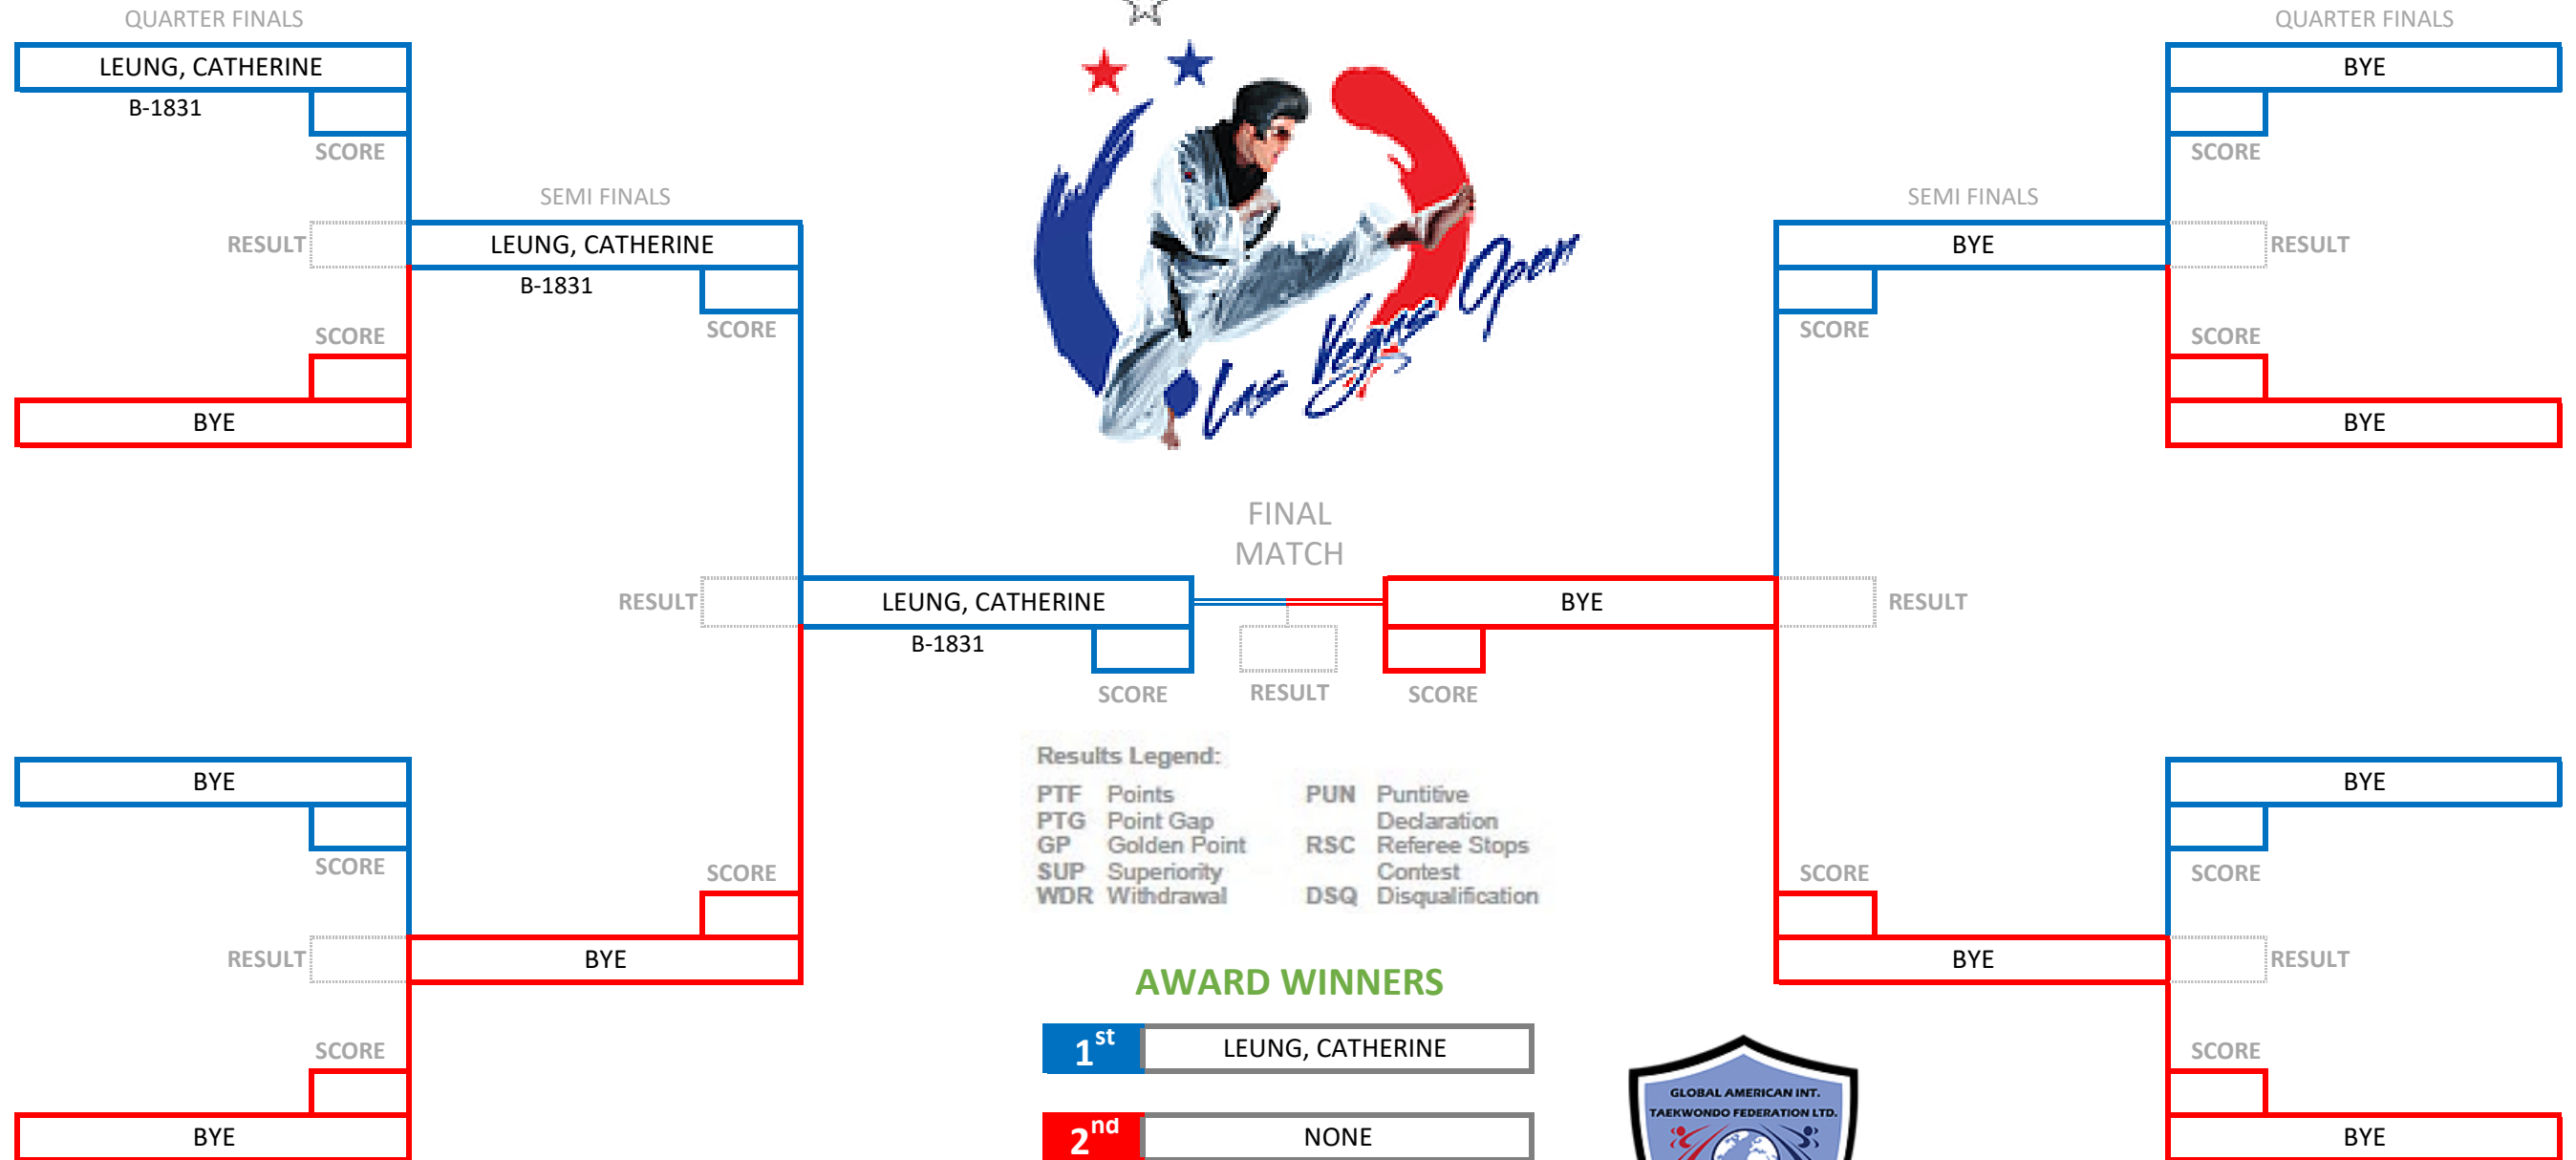 QUARTER FINALS
QUARTER FINALS
LEUNG, CATHERINE
BYE
B-1831
SCORE
SCORE
SEMI FINALS
SEMI FINALS
RESULT
LEUNG, CATHERINE
BYE
RESULT
B-1831
SCORE
SCORE
SCORE
SCORE
BYE
BYE
Las Vegas Open
FINAL
MATCH
RESULT
LEUNG, CATHERINE
BYE
RESULT
B-1831
SCORE
RESULT
SCORE
Results Legend:
PTF Points
PTG Point Gap
GP Golden Point
SUP Superiority
WDR Withdrawal
PUN Puntitive
Declaration
RSC Referee Stops
Contest
DSQ Disqualification
BYE
BYE
SCORE
SCORE
SCORE
SCORE
RESULT
BYE
BYE
RESULT
AWARD WINNERS
1st LEUNG, CATHERINE
SCORE
SCORE
2nd NONE
BYE
BYE
GLOBAL AMERICAN INT.
TAEKWONDO FEDERATION LTD.